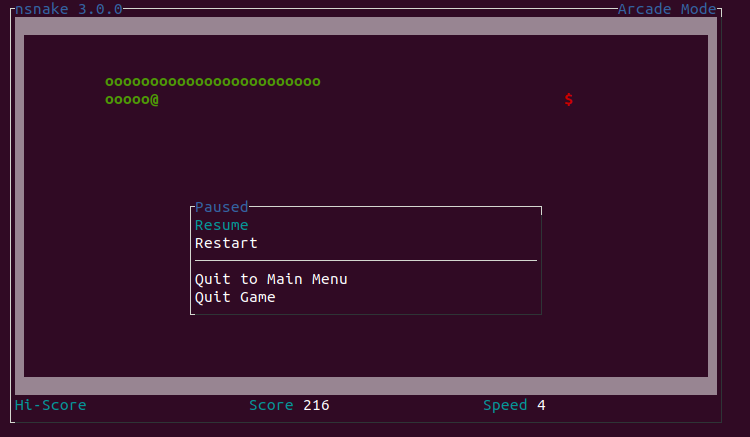 nsnake 3.0.0 Arcade Mode
oooooooooooooooooooooooo
ooooo@ $
Paused
Resume
Restart
Quit to Main Menu
Quit Game
Hi-Score Score 216 Speed 4